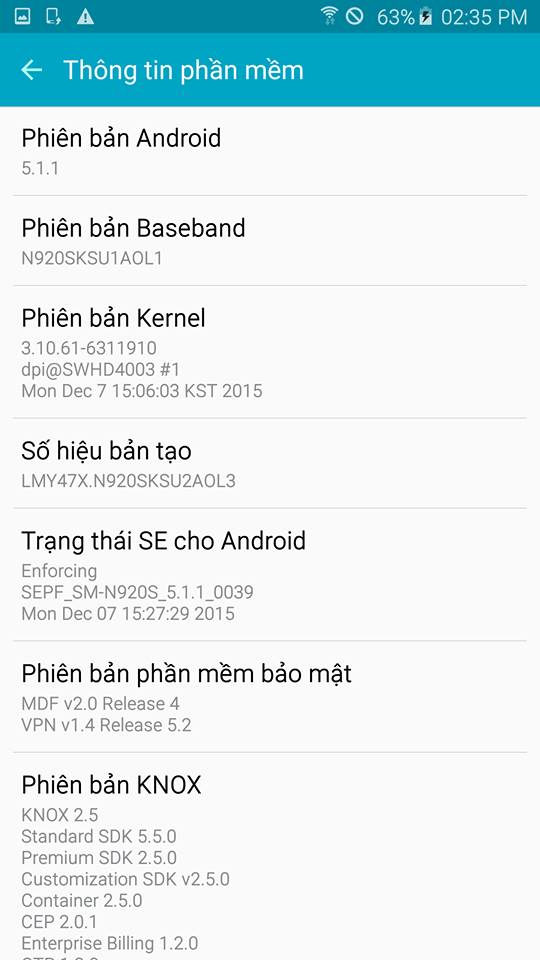 63% 02:35 PM
Thông tin phần mềm
Phiên bản Android
5.1.1
Phiên bản Baseband
N920SKSU1AOL1
Phiên bản Kernel
3.10.61-6311910
dpi@SWHD4003 #1
Mon Dec 7 15:06:03 KST 2015
Số hiệu bản tạo
LMY47X.N920SKSU2AOL3
Trạng thái SE cho Android
Enforcing
SEPF_SM-N920S_5.1.1_0039
Mon Dec 07 15:27:29 2015
Phiên bản phần mềm bảo mật
MDF v2.0 Release 4
VPN v1.4 Release 5.2
Phiên bản KNOX
KNOX 2.5
Standard SDK 5.5.0
Premium SDK 2.5.0
Customization SDK v2.5.0
Container 2.5.0
CEP 2.0.1
Enterprise Billing 1.2.0